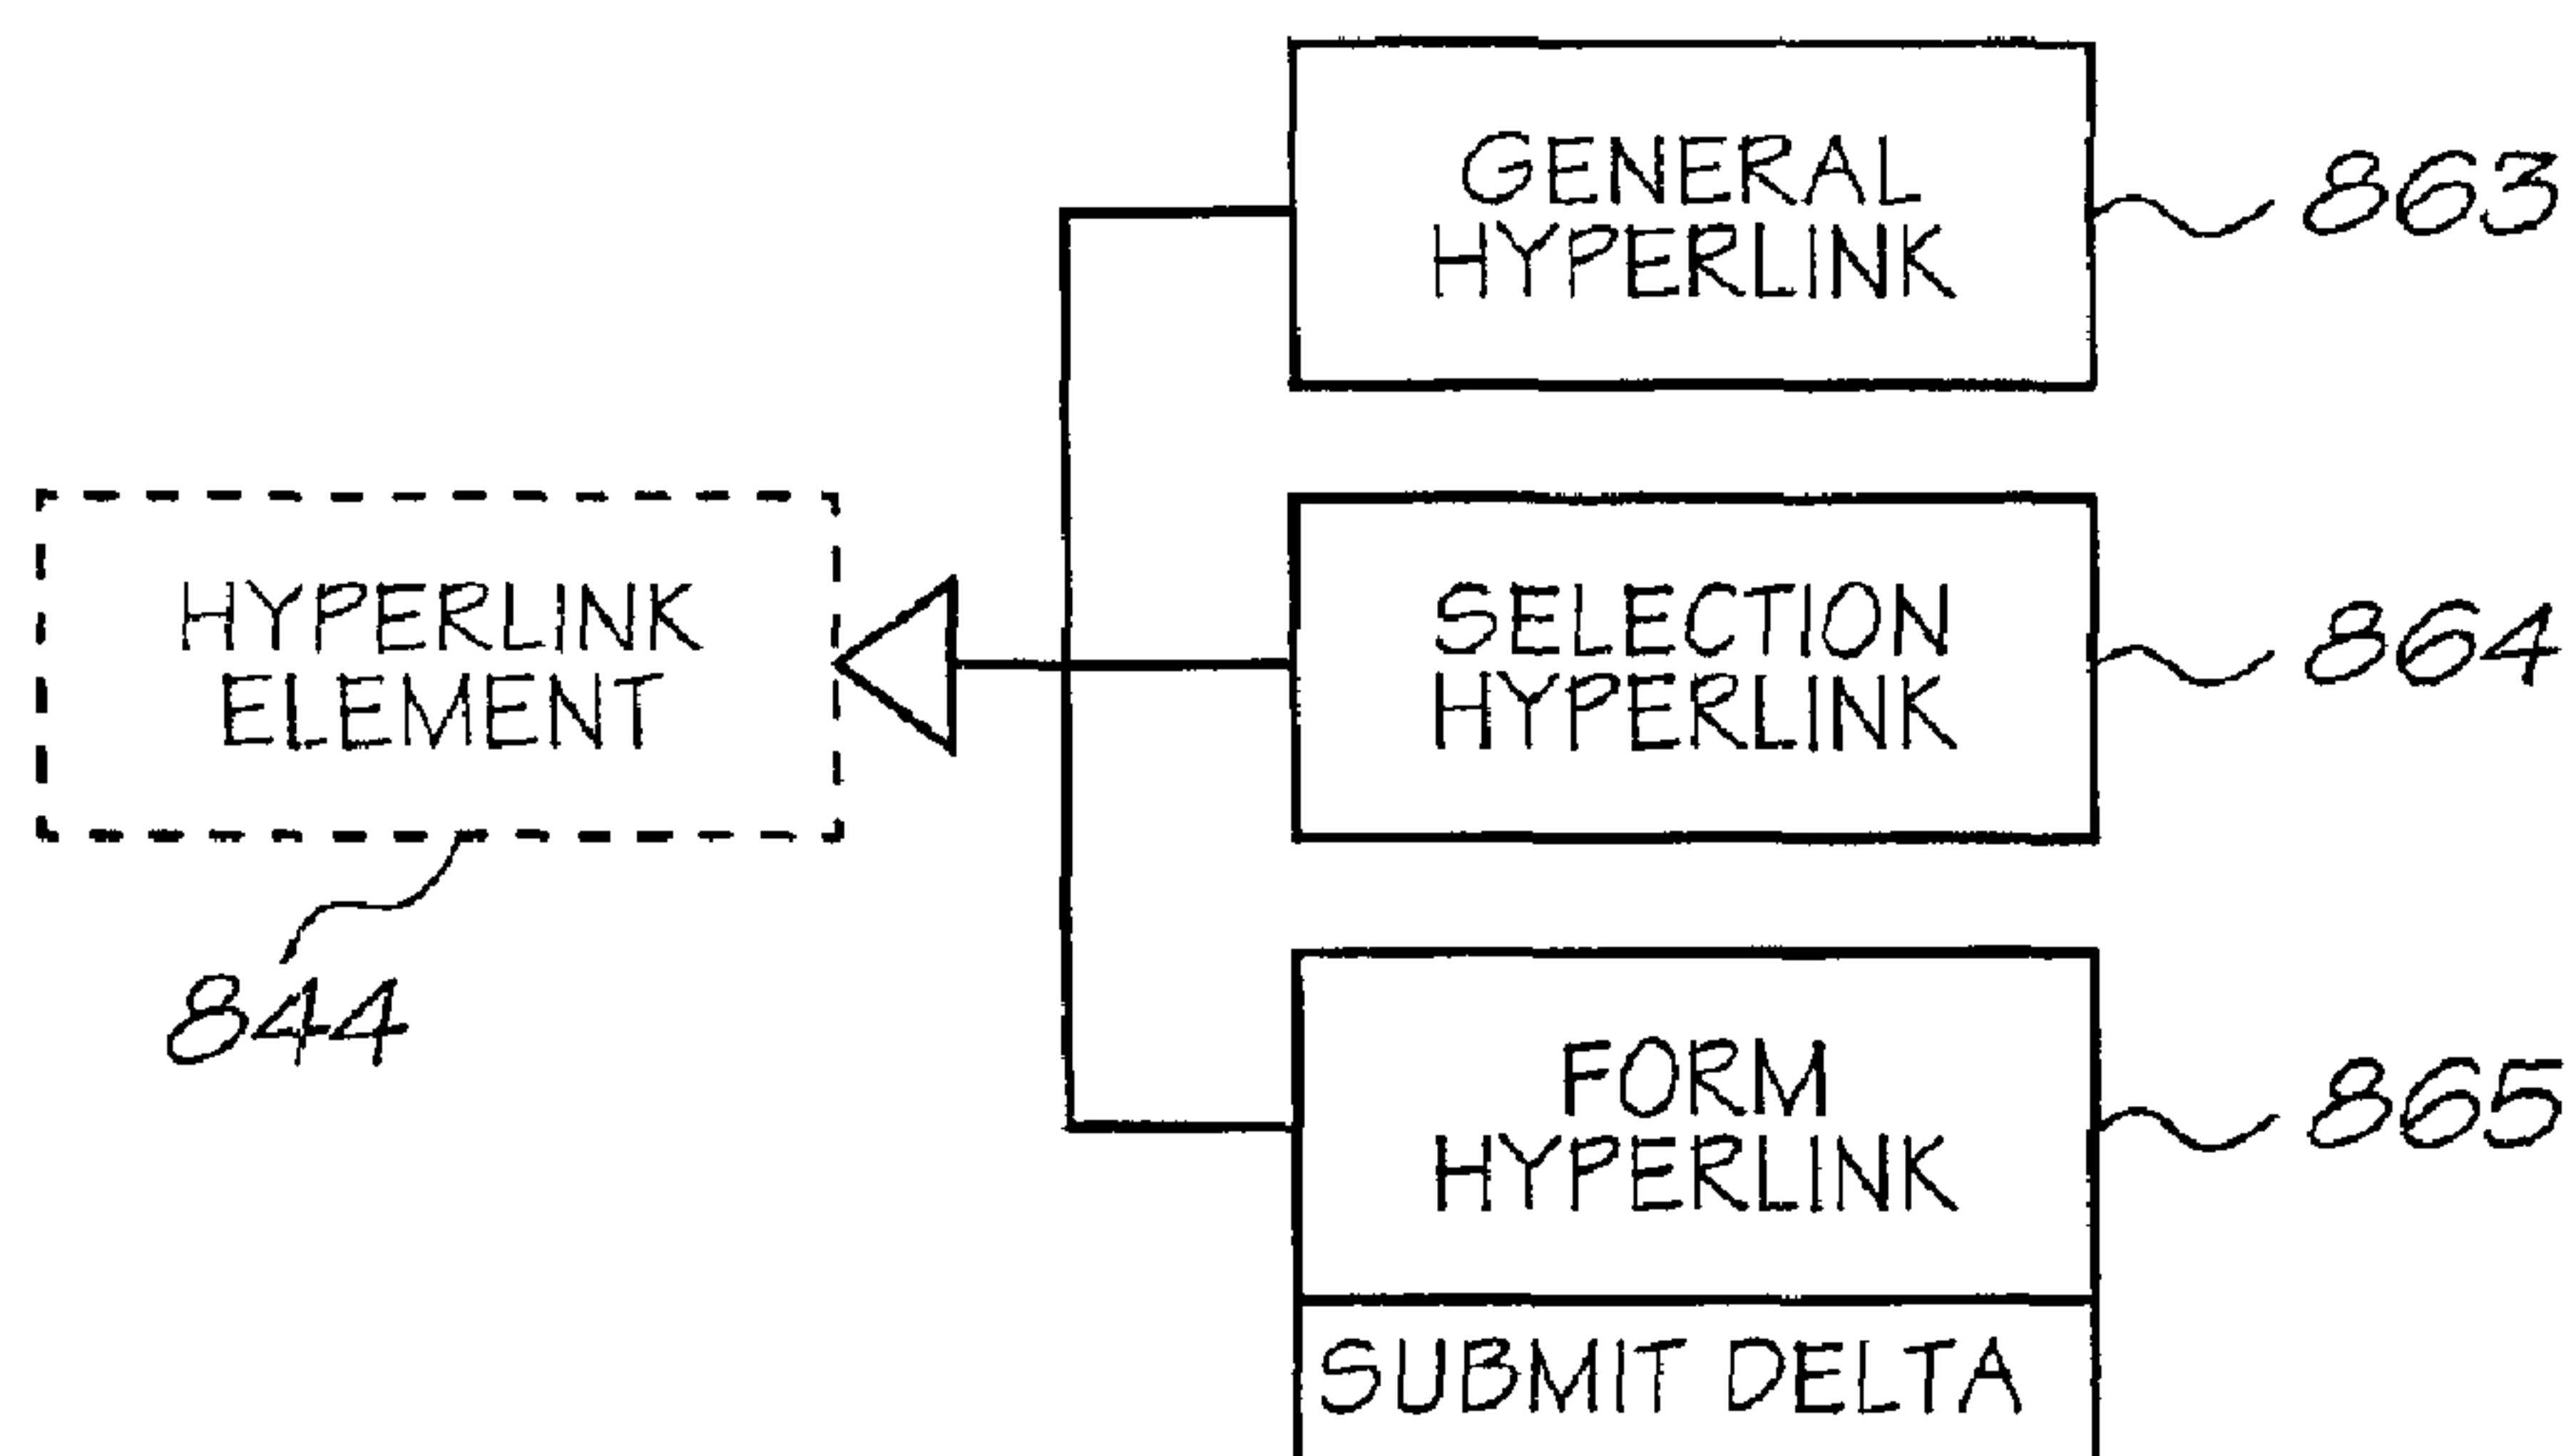 GENERAL
HYPERLINK
863
HYPERLINK
ELEMENT
844
SELECTION
HYPERLINK
864
FORM
HYPERLINK
865
SUBMIT DELTA